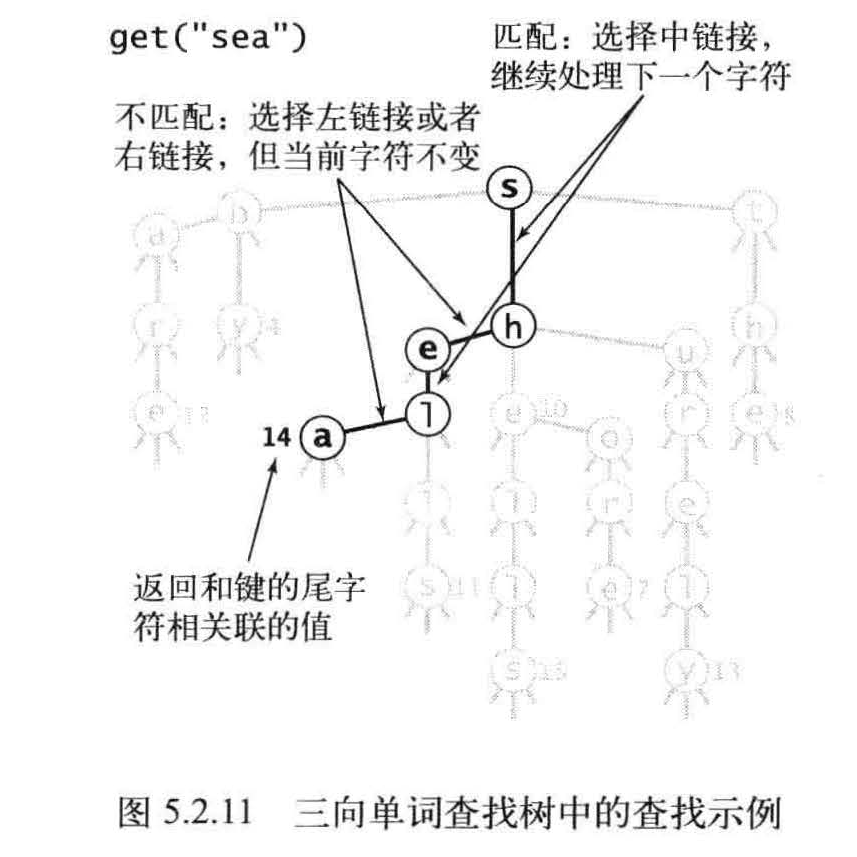 get("sea")
匹配：选择中链接，
继续处理下一个字符
不匹配：选择左链接或者
右链接，但当前字符不变
s
b
t
a
r
y 4
h
h
e
u
e 12
14 a
l
e 10
o
r
e 8
l
l
r
e
s 11
l
e 7
l
s 15
y 13
返回和键的尾字
符相关联的值
图 5.2.11 三向单词查找树中的查找示例